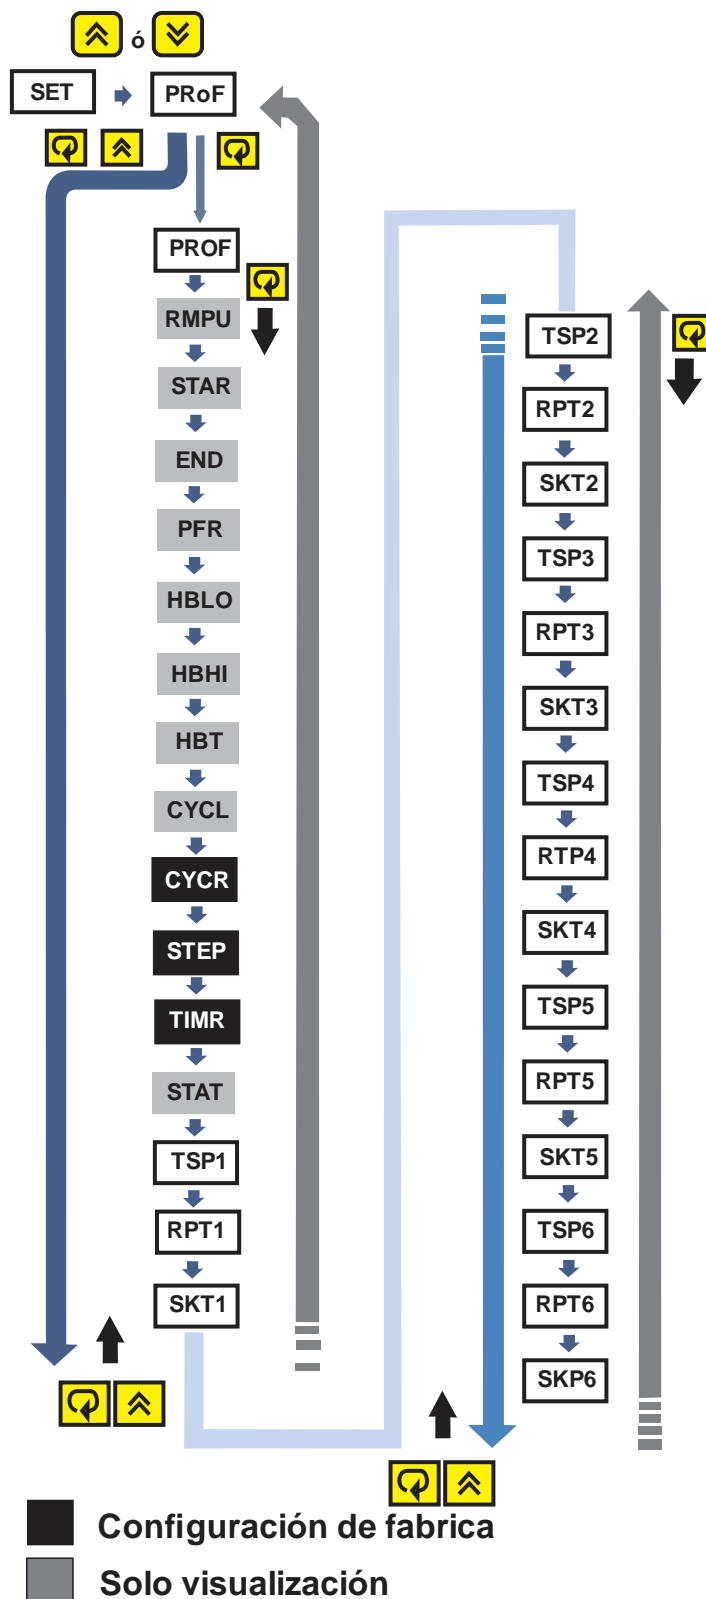 ó
SET
PRoF
PROF
RMPU
STAR
END
PFR
HBLO
HBHI
HBT
CYCL
CYCR
STEP
TIMR
STAT
TSP1
RPT1
SKT1
TSP2
RPT2
SKT2
TSP3
RPT3
SKT3
TSP4
RTP4
SKT4
TSP5
RPT5
SKT5
TSP6
RPT6
SKP6
Configuración de fabrica
Solo visualización